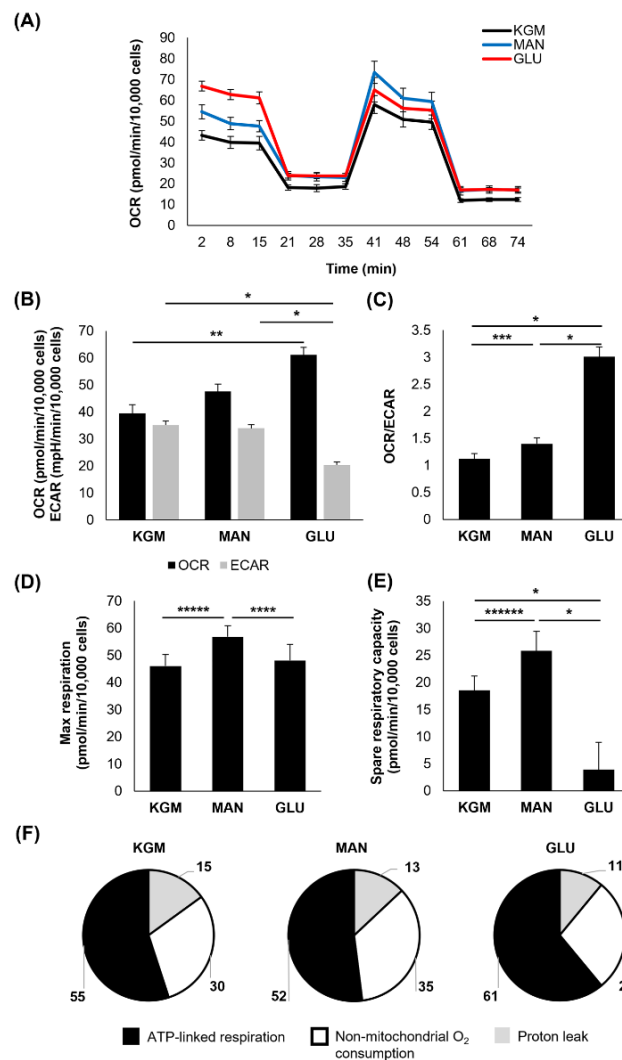 (A)
KGM
MAN
GLU
OCR (pmol/min/10,000 cells)
90
80
70
60
50
40
30
20
10
0
2 8 15 21 28 35 41 48 54 61 68 74
Time (min)
(B)
*
*
**
OCR (pmol/min/10,000 cells)
ECAR (mpH/min/10,000 cells)
70
60
50
40
30
20
10
0
KGM MAN GLU
OCR ECAR
(C)
*
*** *
OCR/ECAR
3.5
3
2.5
2
1.5
1
0.5
0
KGM MAN GLU
(D)
***** ****
Max respiration
(pmol/min/10,000 cells)
70
60
50
40
30
20
10
0
KGM MAN GLU
(E)
*
****** *
Spare respiratory capacity
(pmol/min/10,000 cells)
35
30
25
20
15
10
5
0
KGM MAN GLU
(F)
KGM MAN GLU
15 13 11
55 30 52 35 61
ATP-linked respiration
Non-mitochondrial O₂
consumption
Proton leak